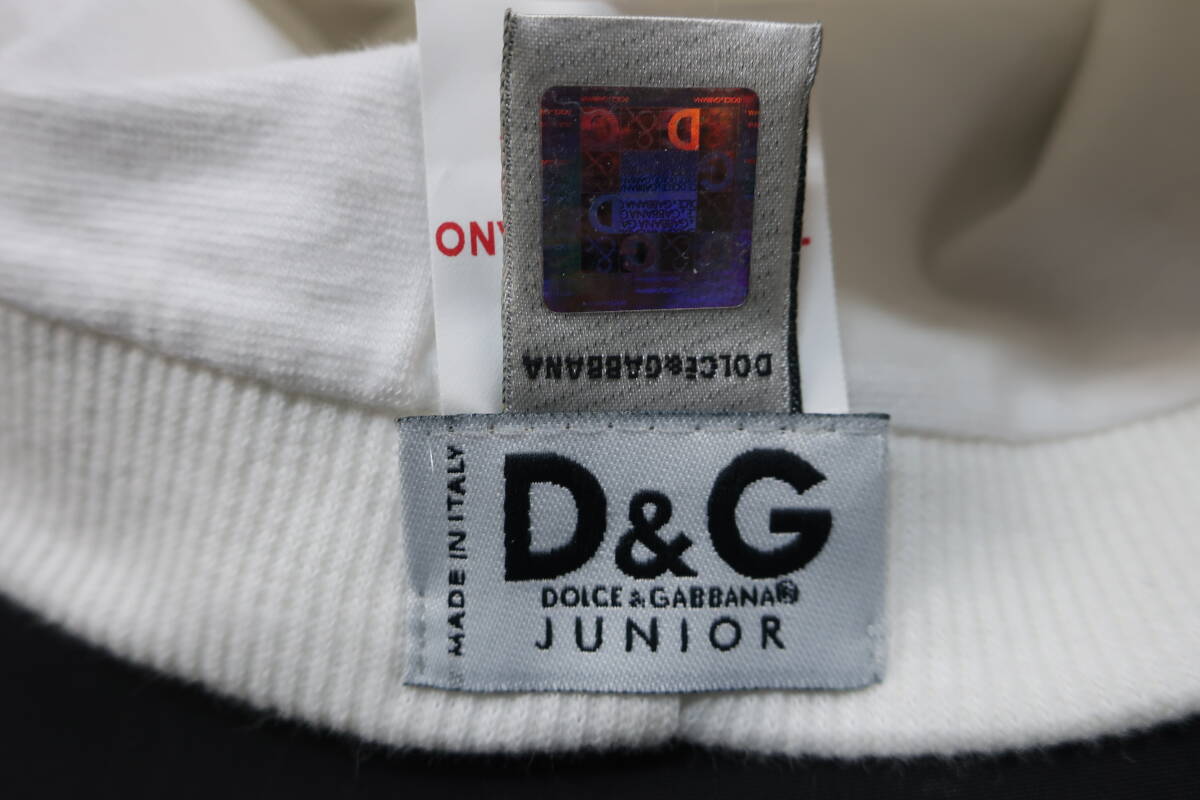 DOLCE&GABBANA
MADE IN ITALY
D&G
DOLCE & GABBANA®
JUNIOR